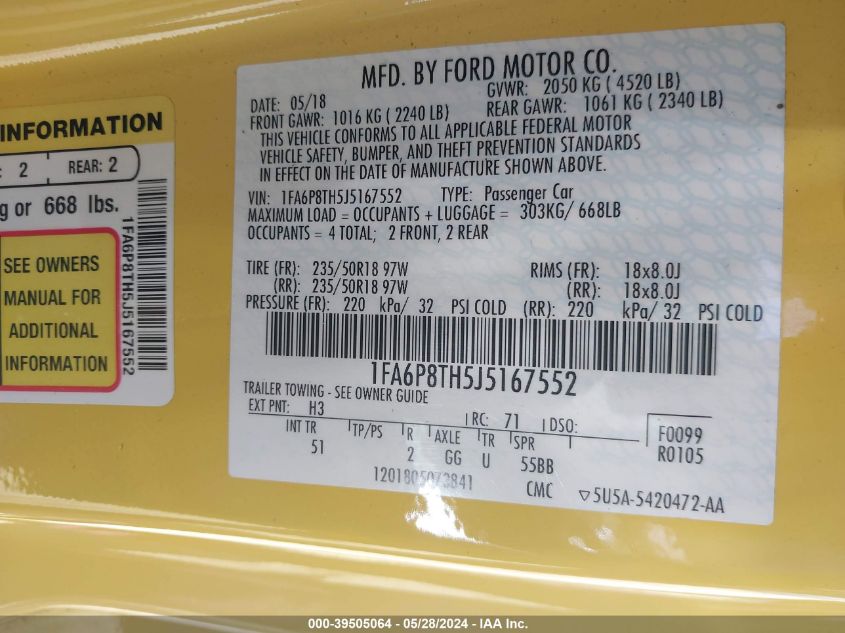 INFORMATION
: 2 REAR: 2
g or 668 lbs.
SEE OWNERS
MANUAL FOR
ADDITIONAL
INFORMATION
1FA6P8TH5J5167552
MFD. BY FORD MOTOR CO.
DATE: 05/18 GVWR: 2050 KG ( 4520 LB)
FRONT GAWR: 1016 KG ( 2240 LB) REAR GAWR: 1061 KG ( 2340 LB)
THIS VEHICLE CONFORMS TO ALL APPLICABLE FEDERAL MOTOR
VEHICLE SAFETY, BUMPER, AND THEFT PREVENTION STANDARDS
IN EFFECT ON THE DATE OF MANUFACTURE SHOWN ABOVE.
VIN: 1FA6P8TH5J5167552 TYPE: Passenger Car
MAXIMUM LOAD = OCCUPANTS + LUGGAGE = 303KG/ 668LB
OCCUPANTS = 4 TOTAL; 2 FRONT, 2 REAR
TIRE (FR): 235/50R18 97W RIMS (FR): 18x8.0J
(RR): 235/50R18 97W (RR): 18x8.0J
PRESSURE (FR): 220 kPa/ 32 PSI COLD (RR): 220 kPa/ 32 PSI COLD
1FA6P8TH5J5167552
TRAILER TOWING - SEE OWNER GUIDE
EXT PNT: H3 RC: 71 DSO: F0099
INT TR TP/PS R AXLE TR SPR R0105
51 2 GG U 55BB
1201805073841 CMC ▽5U5A-5420472-AA
000-39505064 - 05/28/2024 - IAA Inc.